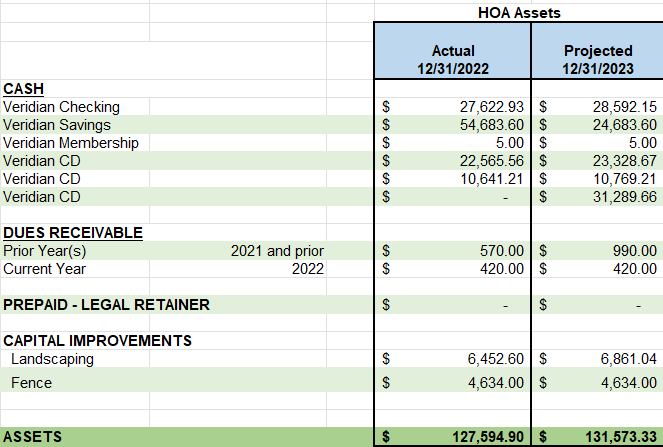 HOA Assets
Actual Projected
12/31/2022 12/31/2023
CASH
Veridian Checking $ 27,622.93 $ 28,592.15
Veridian Savings $ 54,683.60 $ 24,683.60
Veridian Membership $ 5.00 $ 5.00
Veridian CD $ 22,565.56 $ 23,328.67
Veridian CD $ 10,641.21 $ 10,769.21
Veridian CD $ - $ 31,289.66
DUES RECEIVABLE
Prior Year(s) 2021 and prior $ 570.00 $ 990.00
Current Year 2022 $ 420.00 $ 420.00
PREPAID - LEGAL RETAINER $ - $ -
CAPITAL IMPROVEMENTS
Landscaping $ 6,452.60 $ 6,861.04
Fence $ 4,634.00 $ 4,634.00
ASSETS $ 127,594.90 $ 131,573.33